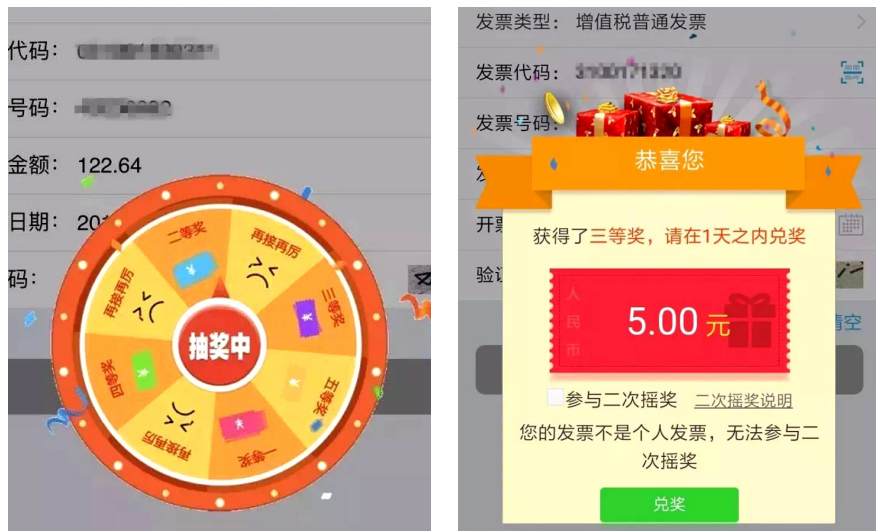 代码：
号码：
金额： 122.64
日期： 20
码：
二等奖
再接再厉
三等奖
五等奖
一等奖
再接再厉
四等奖
再接再厉
抽奖中
发票类型： 增值税普通发票
发票代码： 3100171320
发票号码：
恭喜您
开票
获得了三等奖，请在1天之内兑奖
验证
人民币
5.00 元
清空
参与二次摇奖 二次摇奖说明
您的发票不是个人发票，无法参与二
次摇奖
兑奖